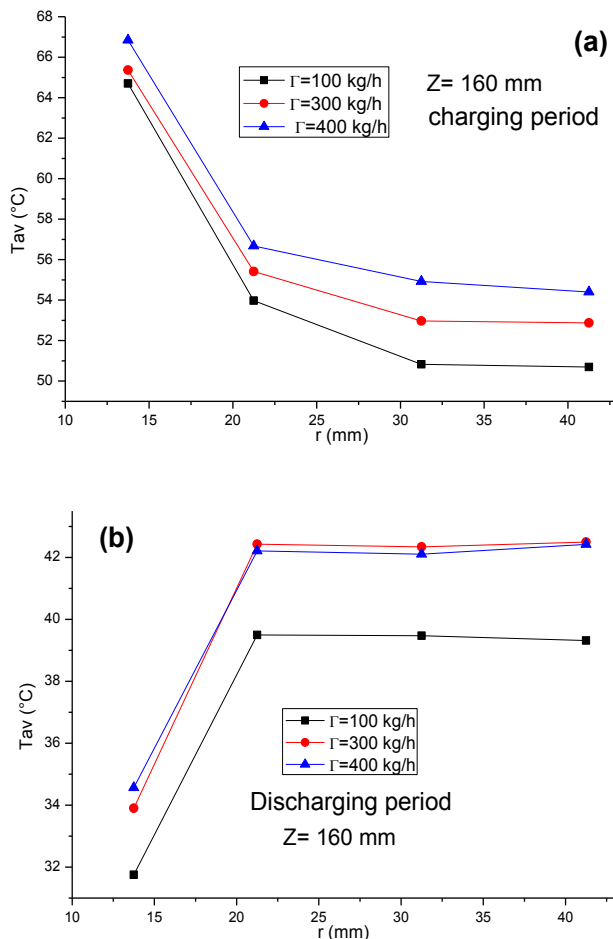 68
(a)
66
Γ=100 kg/h
Z= 160 mm
64
Γ=300 kg/h
charging period
62
Γ=400 kg/h
60
58
56
54
52
50
Tav (°C)
10 15 20 25 30 35 40
r (mm)
(b)
42
40
38
36
34
32
Tav (°C)
Γ=100 kg/h
Γ=300 kg/h
Γ=400 kg/h
Discharging period
Z= 160 mm
10 15 20 25 30 35 40
r (mm)